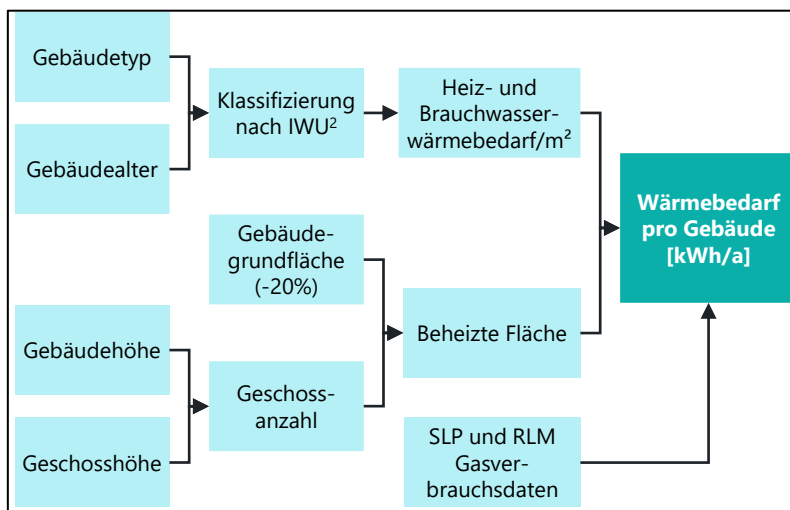 Gebäudetyp
Gebäudealter
Klassifizierung
nach IWU²
Heiz- und
Brauchwasser-
wärmebedarf/m²
Wärmebedarf
pro Gebäude
[kWh/a]
Gebäude-
grundfläche
(-20%)
Gebäudehöhe
Geschosshöhe
Geschoss-
anzahl
Beheizte Fläche
SLP und RLM
Gasver-
brauchsdaten